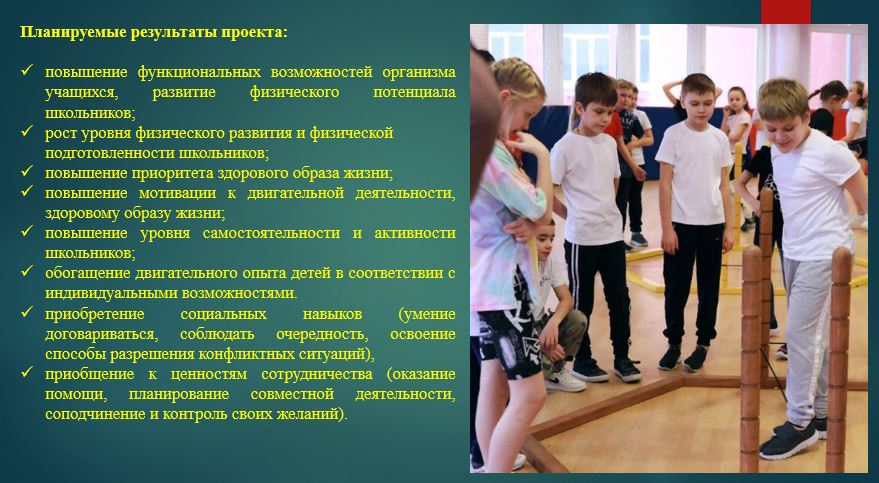 Планируемые результаты проекта:
✓ повышение функциональных возможностей организма
учащихся, развитие физического потенциала
школьников;
✓ рост уровня физического развития и физической
подготовленности школьников;
✓ повышение приоритета здорового образа жизни;
✓ повышение мотивации к двигательной деятельности,
здоровому образу жизни;
✓ повышение уровня самостоятельности и активности
школьников;
✓ обогащение двигательного опыта детей в соответствии с
индивидуальными возможностями.
✓ приобретение социальных навыков (умение
договариваться, соблюдать очередность, освоение
способы разрешения конфликтных ситуаций),
✓ приобщение к ценностям сотрудничества (оказание
помощи, планирование совместной деятельности,
соподчинение и контроль своих желаний).